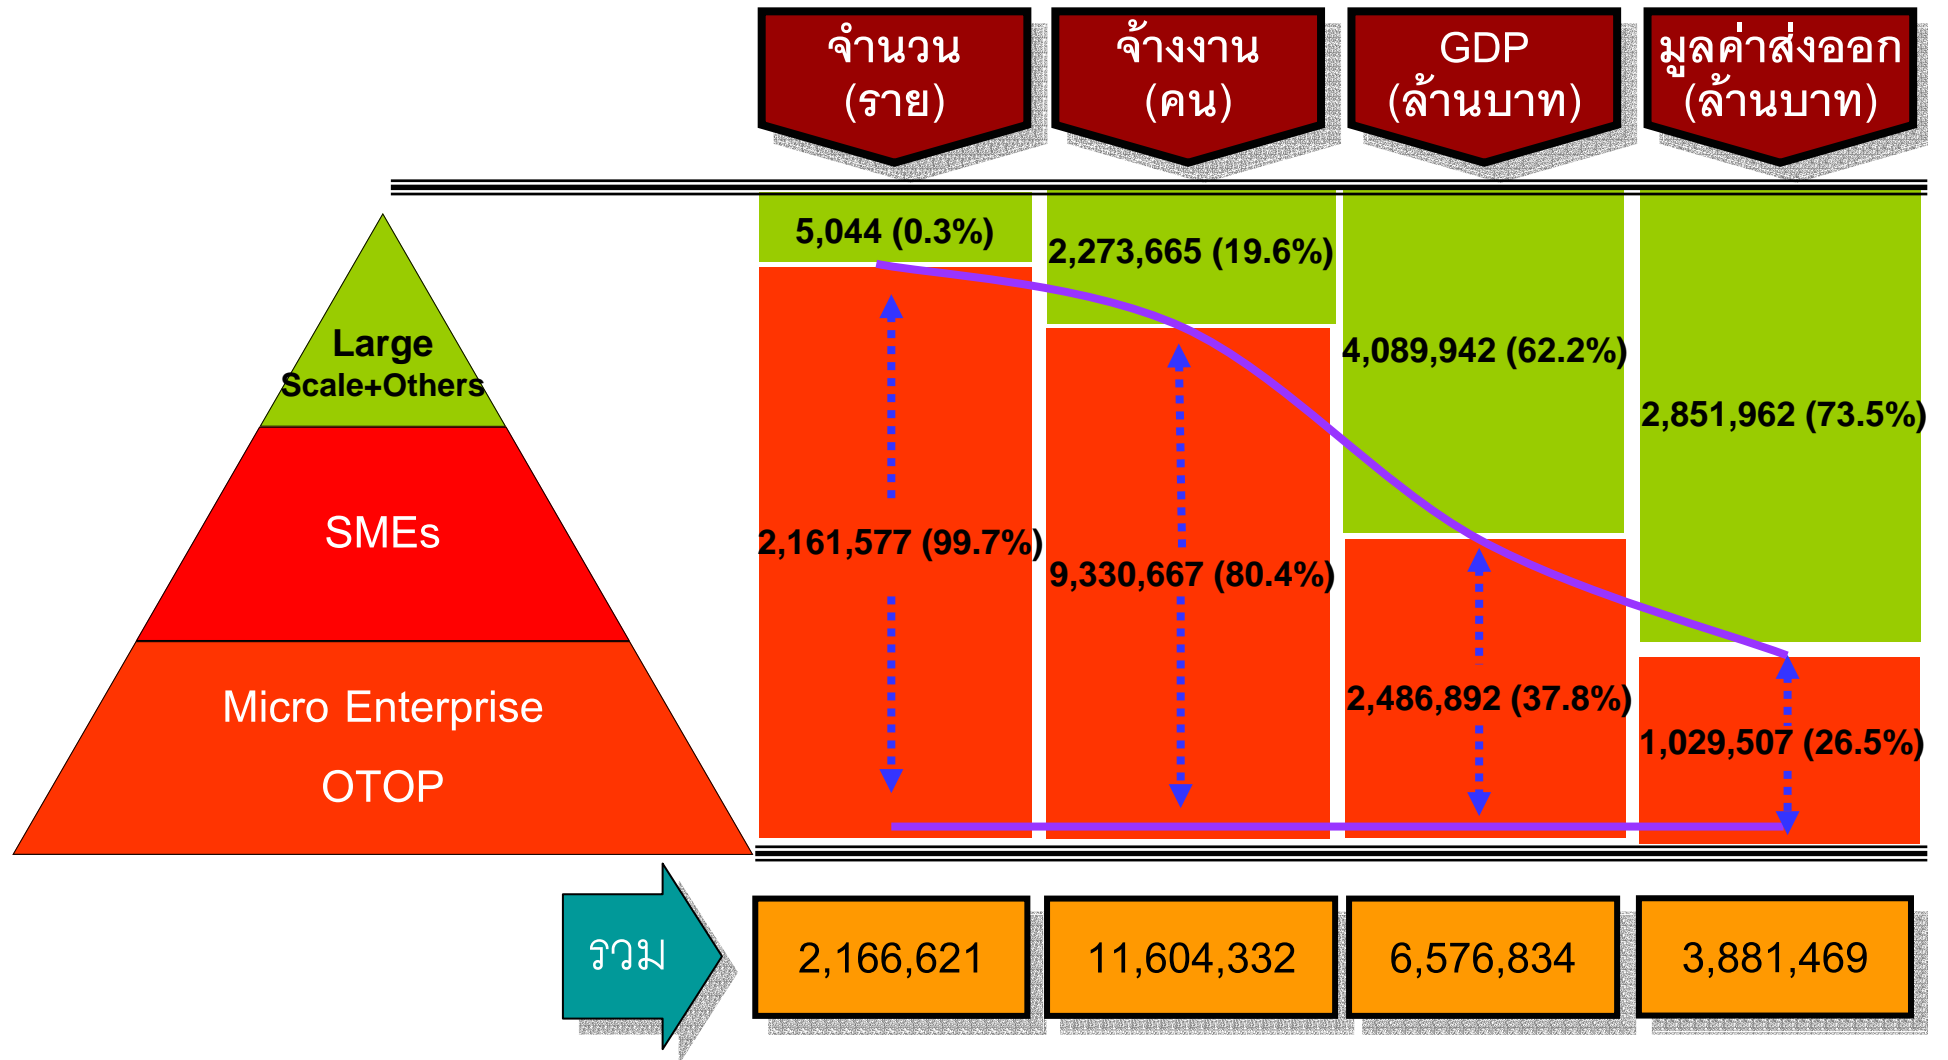 จำนวน
(ราย)
จ้างงาน
(คน)
GDP
(ล้านบาท)
มูลค่าส่งออก
(ล้านบาท)
Large
Scale+Others
SMEs
Micro Enterprise
OTOP
5,044 (0.3%)
2,273,665 (19.6%)
4,089,942 (62.2%)
2,851,962 (73.5%)
2,161,577 (99.7%)
9,330,667 (80.4%)
2,486,892 (37.8%)
1,029,507 (26.5%)
รวม
2,166,621
11,604,332
6,576,834
3,881,469